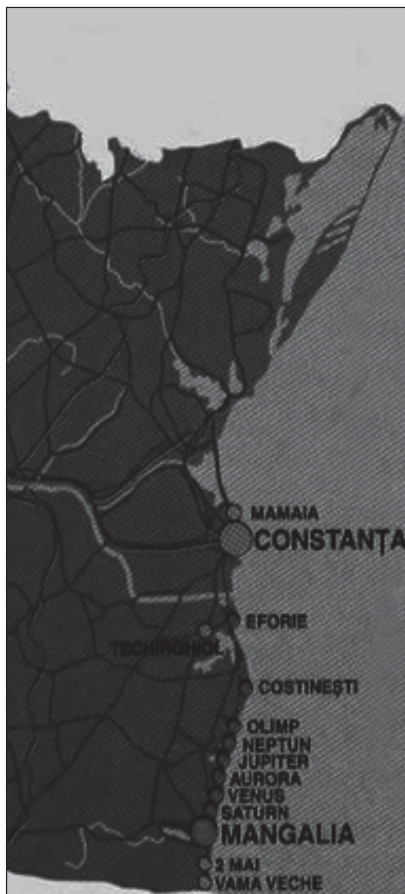 MAMAIA
CONSTANȚA
EFORIE
TECHIRGHIOL
COSTINEȘTI
OLIMP
NEPTUN
JUPITER
AURORA
VENUS
SATURN
MANGALIA
2 MAI
VAMA VECHE